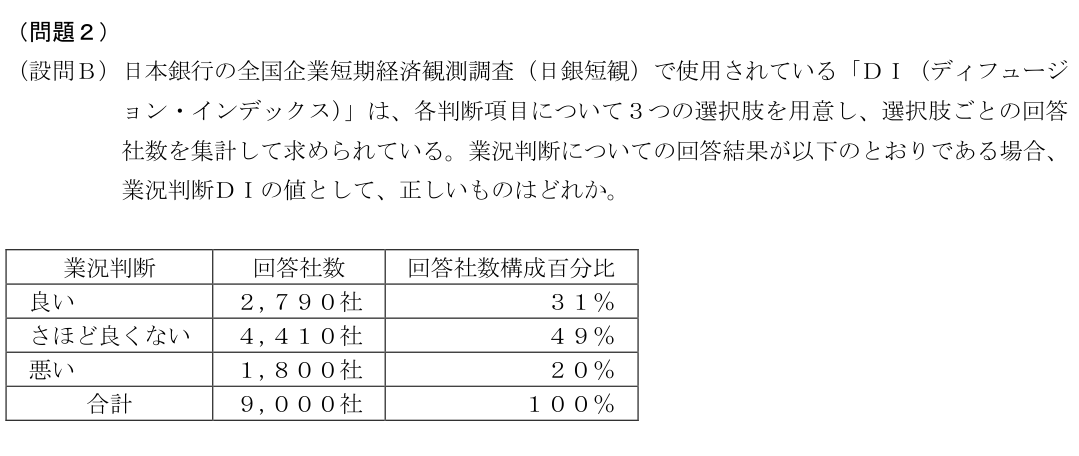 （問題２）
（設問Ｂ）日本銀行の全国企業短期経済観測調査（日銀短観）で使用されている「ＤＩ（ディフュージ
ョン・インデックス）」は、各判断項目について３つの選択肢を用意し、選択肢ごとの回答
社数を集計して求められている。業況判断についての回答結果が以下のとおりである場合、
業況判断ＤＩの値として、正しいものはどれか。
業況判断 回答社数 回答社数構成百分比
良い ２,７９０社 ３１％
さほど良くない ４,４１０社 ４９％
悪い １,８００社 ２０％
合計 ９,０００社 １００％